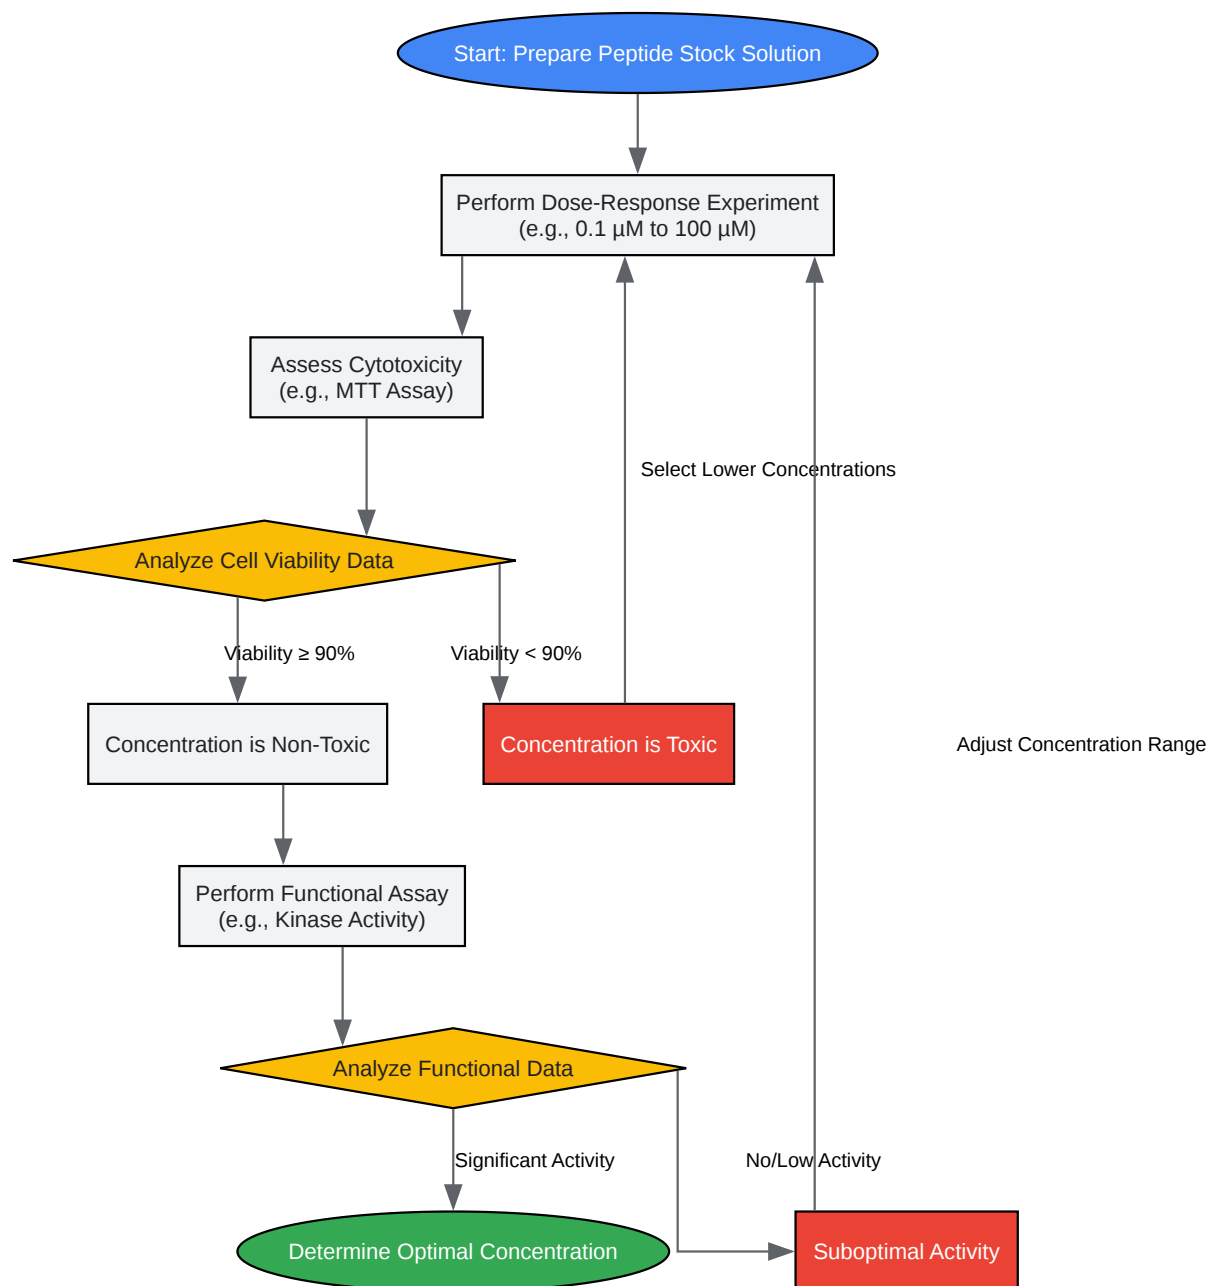 Start: Prepare Peptide Stock Solution
Perform Dose-Response Experiment
(e.g., 0.1 µM to 100 µM)
Assess Cytotoxicity
(e.g., MTT Assay)
Select Lower Concentrations
Analyze Cell Viability Data
Viability ≥ 90%
Viability < 90%
Concentration is Non-Toxic
Concentration is Toxic
Adjust Concentration Range
Perform Functional Assay
(e.g., Kinase Activity)
Analyze Functional Data
Significant Activity
No/Low Activity
Determine Optimal Concentration
Suboptimal Activity